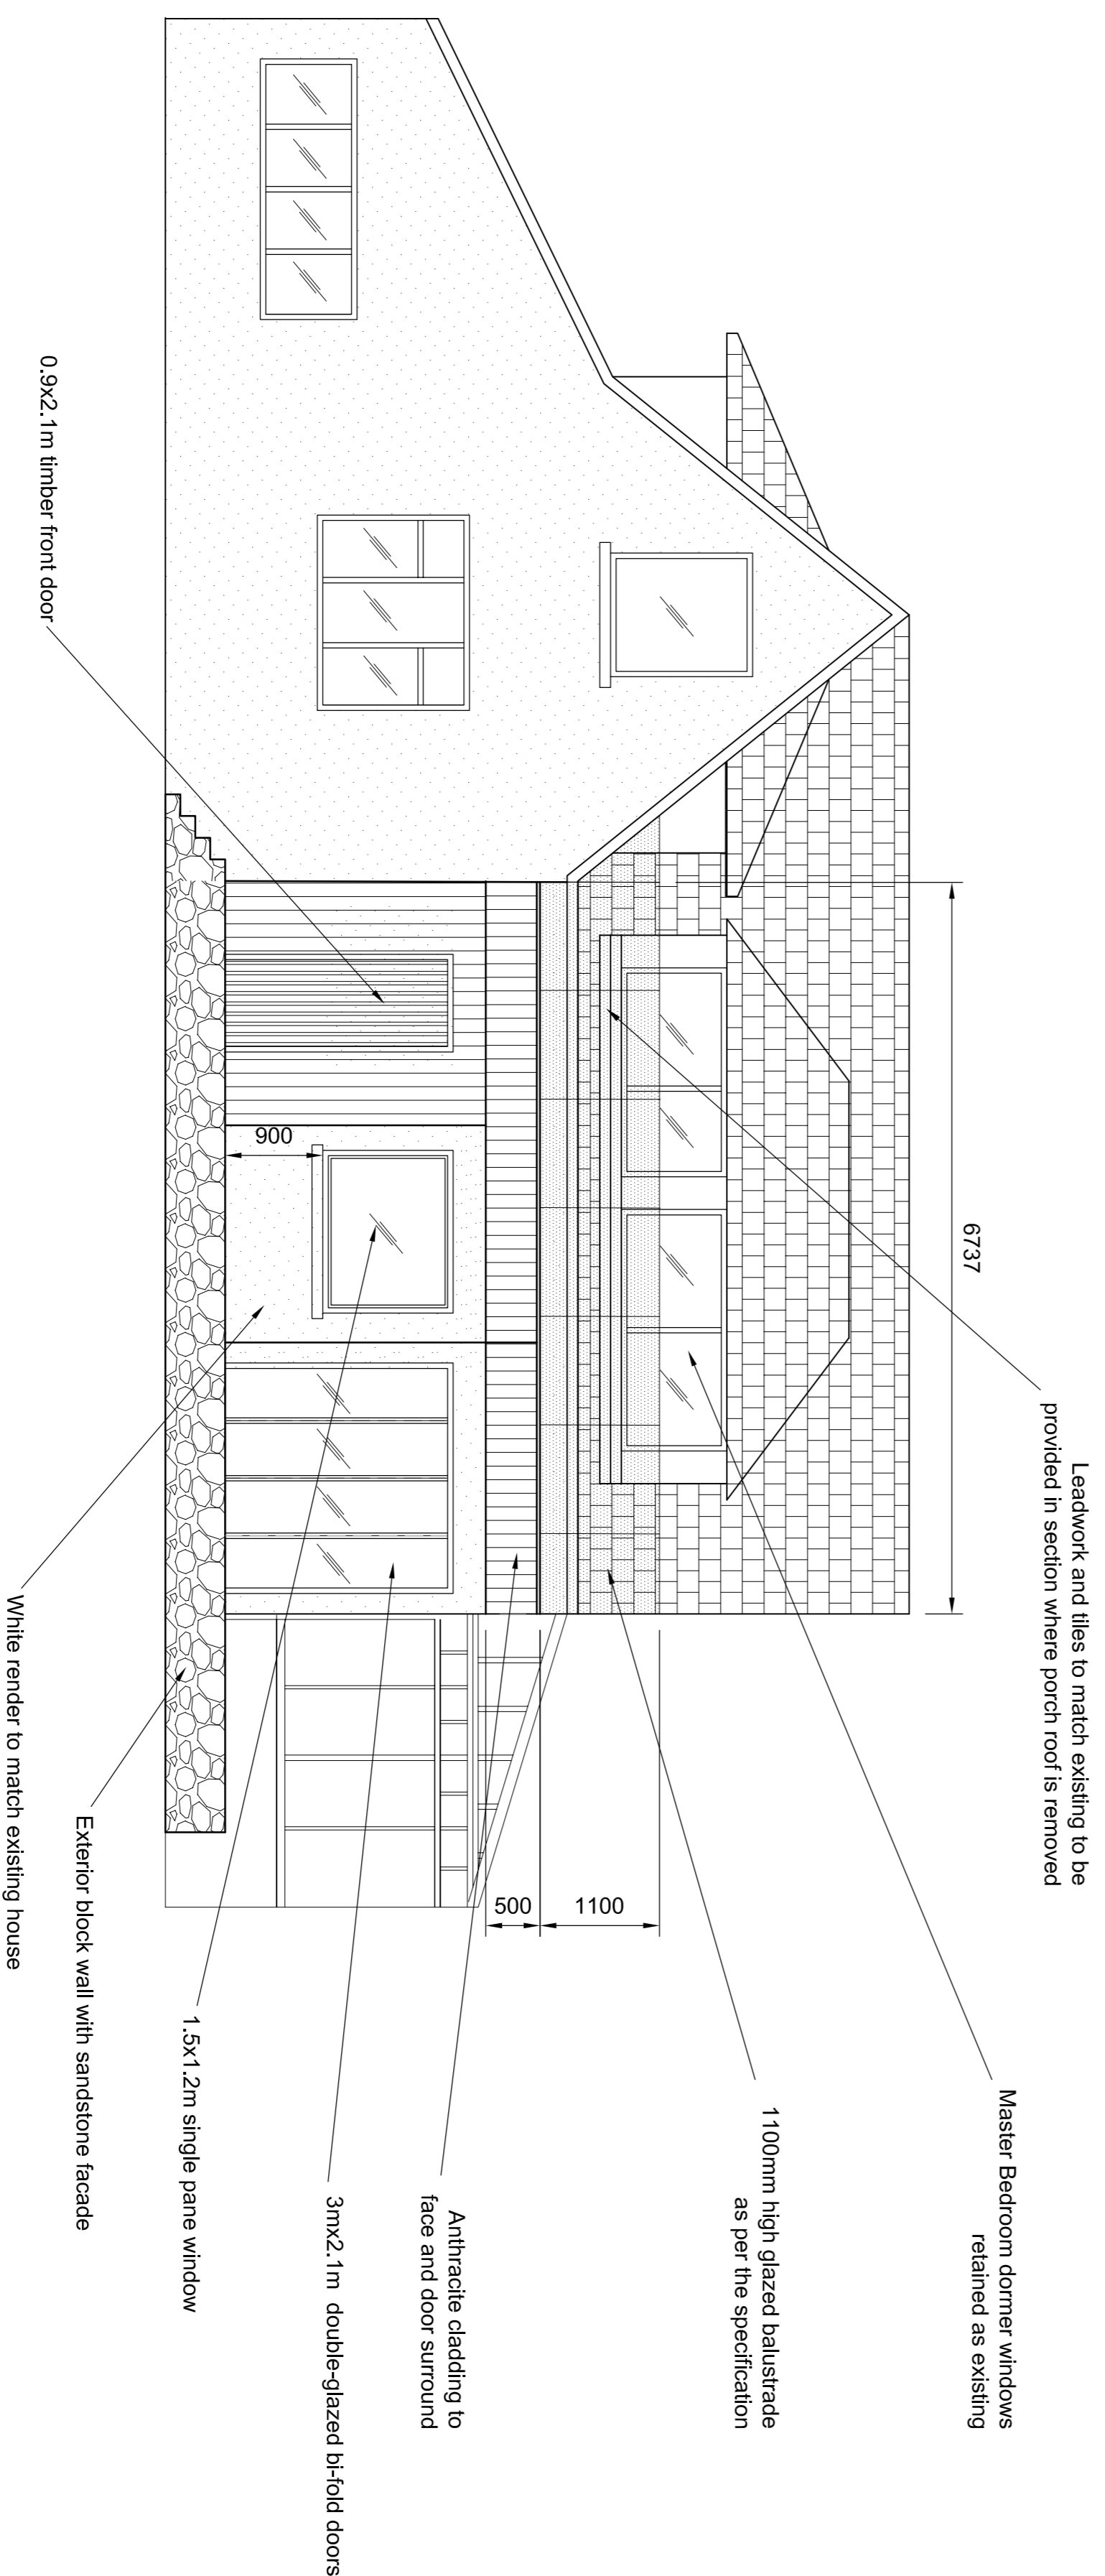 Leadwork and tiles to match existing to be
provided in section where porch roof is removed
Master Bedroom dormer windows
retained as existing
6737
1100mm high glazed balustrade
as per the specification
1100
500
Anthracite cladding to
face and door surround
3mx2.1m double-glazed bi-fold doors
900
1.5x1.2m single pane window
Exterior block wall with sandstone facade
0.9x2.1m timber front door
White render to match existing house